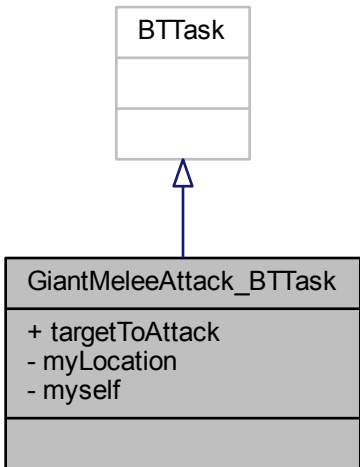 BTTask
GiantMeleeAttack_BTTask
+ targetToAttack
- myLocation
- myself